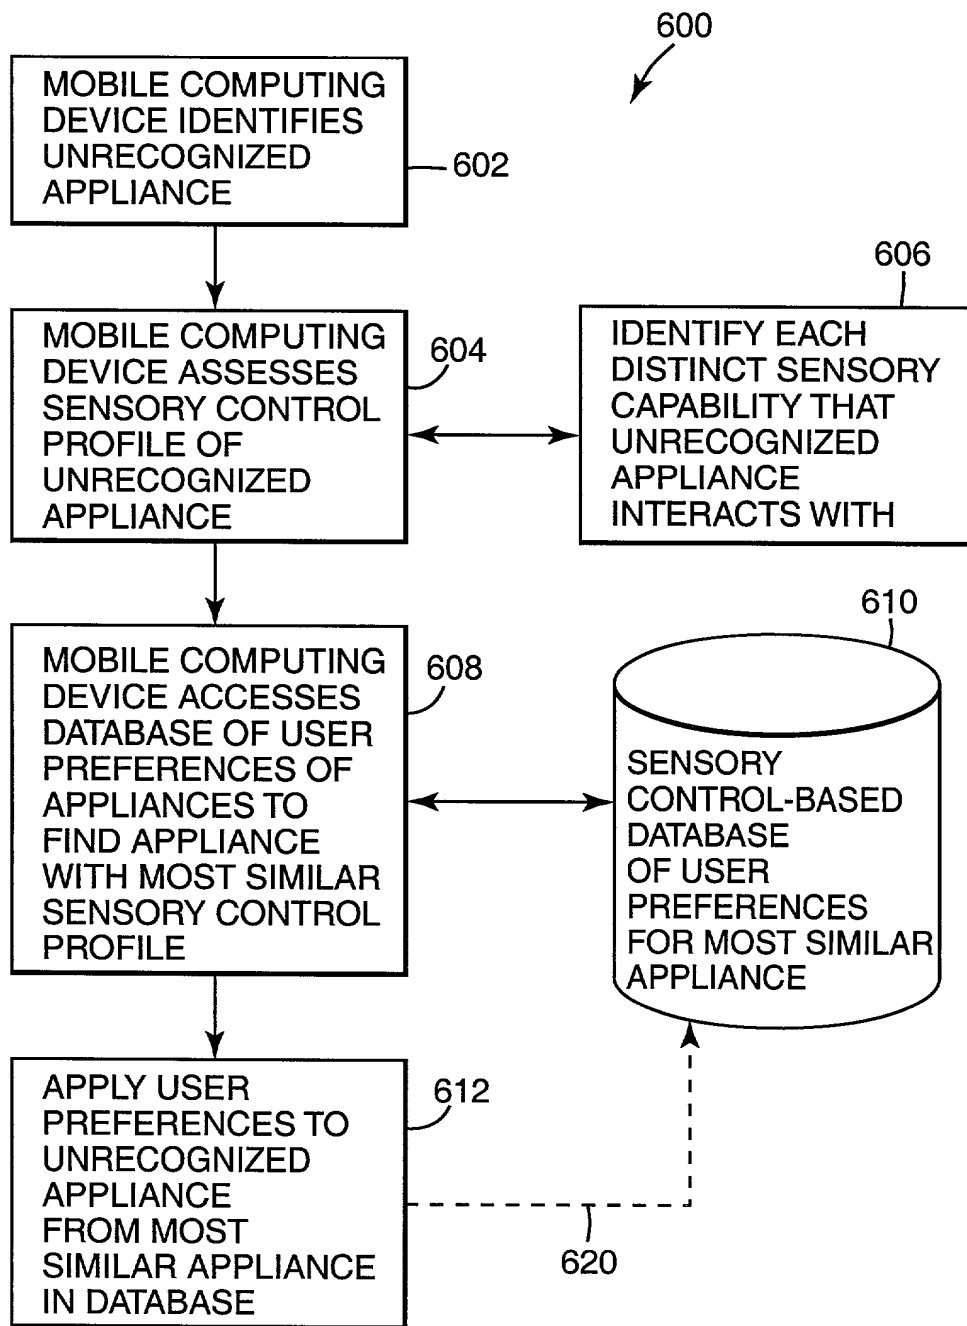 600
MOBILE COMPUTING
DEVICE IDENTIFIES
UNRECOGNIZED
APPLIANCE
602
MOBILE COMPUTING
DEVICE ASSESSES
SENSORY CONTROL
PROFILE OF
UNRECOGNIZED
APPLIANCE
604
606
IDENTIFY EACH
DISTINCT SENSORY
CAPABILITY THAT
UNRECOGNIZED
APPLIANCE
INTERACTS WITH
MOBILE COMPUTING
DEVICE ACCESSES
DATABASE OF USER
PREFERENCES OF
APPLIANCES TO
FIND APPLIANCE
WITH MOST SIMILAR
SENSORY CONTROL
PROFILE
608
610
SENSORY
CONTROL-BASED
DATABASE
OF USER
PREFERENCES
FOR MOST SIMILAR
APPLIANCE
APPLY USER
PREFERENCES TO
UNRECOGNIZED
APPLIANCE
FROM MOST
SIMILAR APPLIANCE
IN DATABASE
612
620